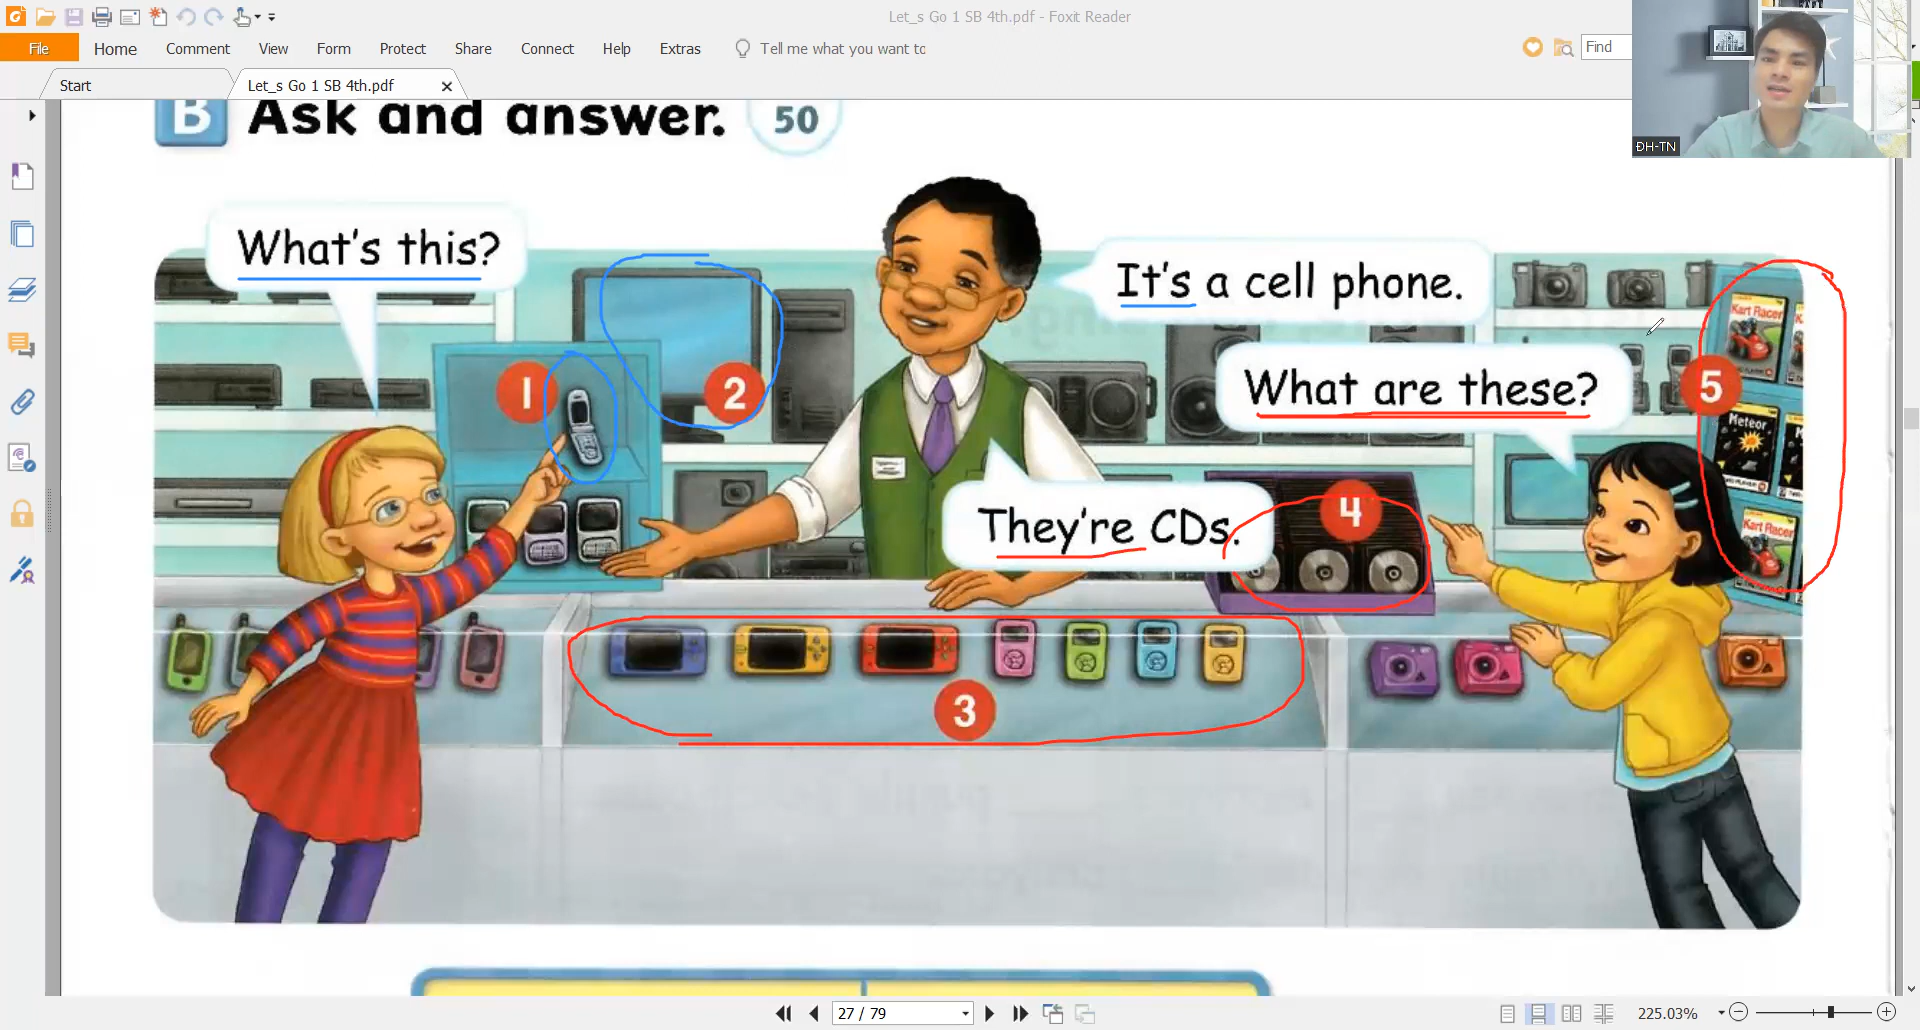 Let_s Go 1 SB 4th.pdf - Foxit Reader
File Home Comment View Form Protect Share Connect Help Extras Tell me what you want to Find
Start Let_s Go 1 SB 4th.pdf
ĐH-TN
B Ask and answer. 50
What's this?
It's a cell phone.
What are these?
They're CDs.
1
2
3
4
5
Kart Racer
Meteor
Kart Racer
27 / 79
225.03%